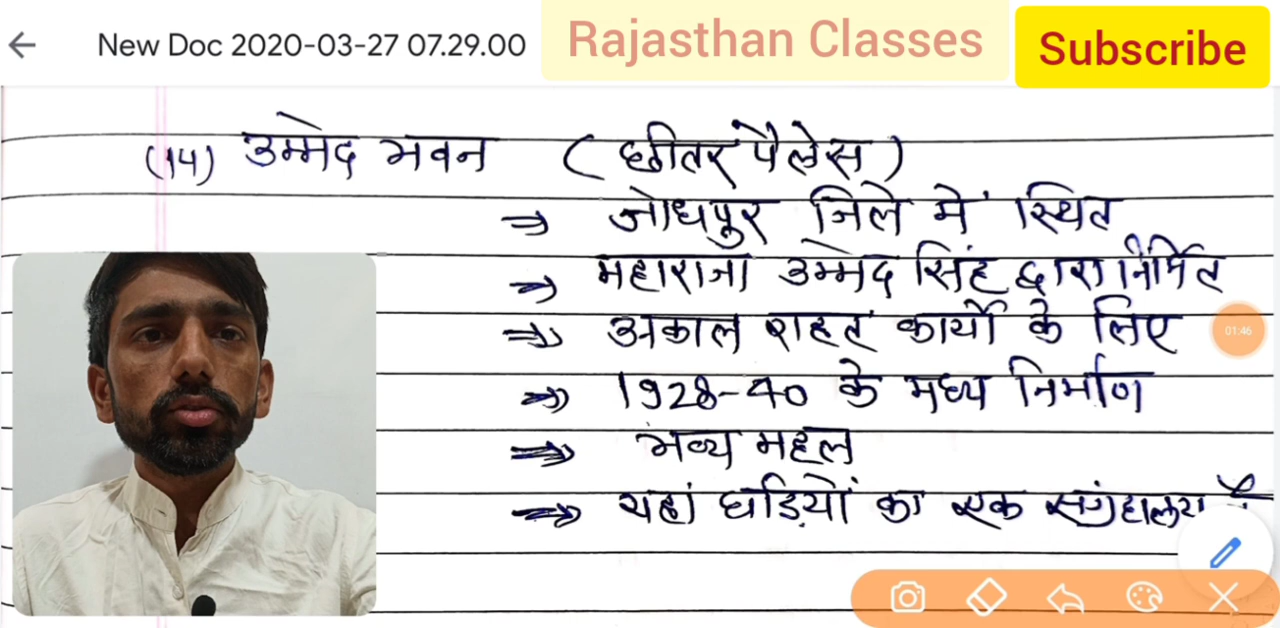 New Doc 2020-03-27 07.29.00
Rajasthan Classes
Subscribe
(14) उम्मेद भवन (छीतर पैलेस)
⇒ जोधपुर जिले में स्थित
⇒ महाराजा उम्मेद सिंह द्वारा निर्मित
⇒ अकाल राहत कार्यो के लिए
01:46
⇒ 1928-40 के मध्य निर्माण
⇒ भव्य महल
⇒ यहां घडियों का एक संग्रहालय है